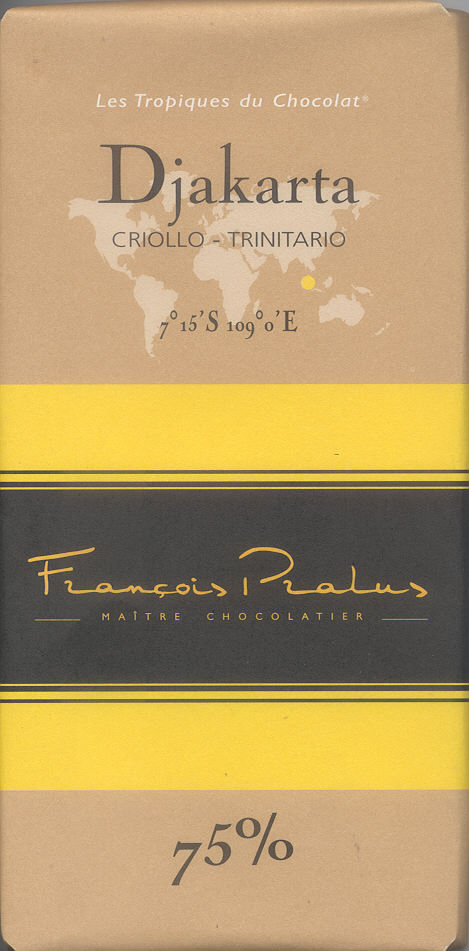 Les Tropiques du Chocolat®
Djakarta
CRIOLLO - TRINITARIO
7°15'S 109°0'E
François Pralus
MAÎTRE CHOCOLATIER
75%